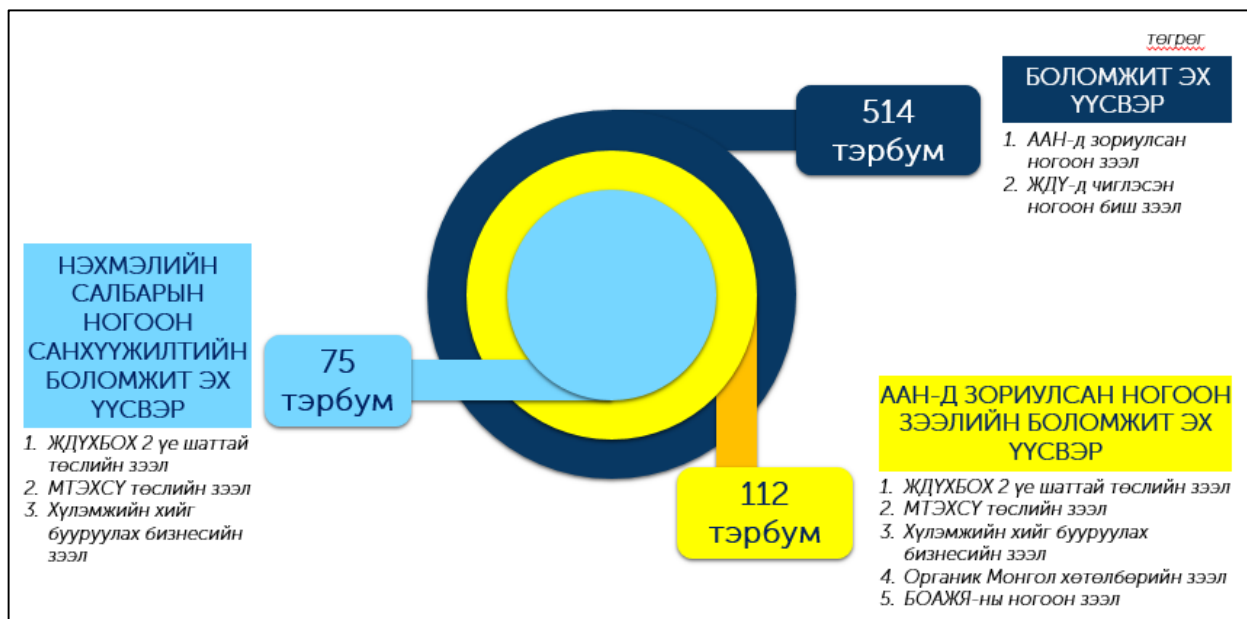 төгрөг
БОЛОМЖИТ ЭХ
ҮҮСВЭР
1. ААН-д зориулсан
ногоон зээл
2. ЖДҮ-д чиглэсэн
ногоон биш зээл
514
тэрбум
НЭХМЭЛИЙН
САЛБАРЫН
НОГООН
САНХҮҮЖИЛТИЙН
БОЛОМЖИТ ЭХ
ҮҮСВЭР
1. ЖДҮХБОХ 2 үе шаттай
төслийн зээл
2. МТЭХСҮ төслийн зээл
3. Хүлэмжийн хийг
бууруулах бизнесийн
зээл
75
тэрбум
112
тэрбум
ААН-Д ЗОРИУЛСАН НОГООН
ЗЭЭЛИЙН БОЛОМЖИТ ЭХ
ҮҮСВЭР
1. ЖДҮХБОХ 2 үе шаттай төслийн зээл
2. МТЭХСҮ төслийн зээл
3. Хүлэмжийн хийг бууруулах
бизнесийн зээл
4. Органик Монгол хөтөлбөрийн зээл
5. БОАЖЯ-ны ногоон зээл